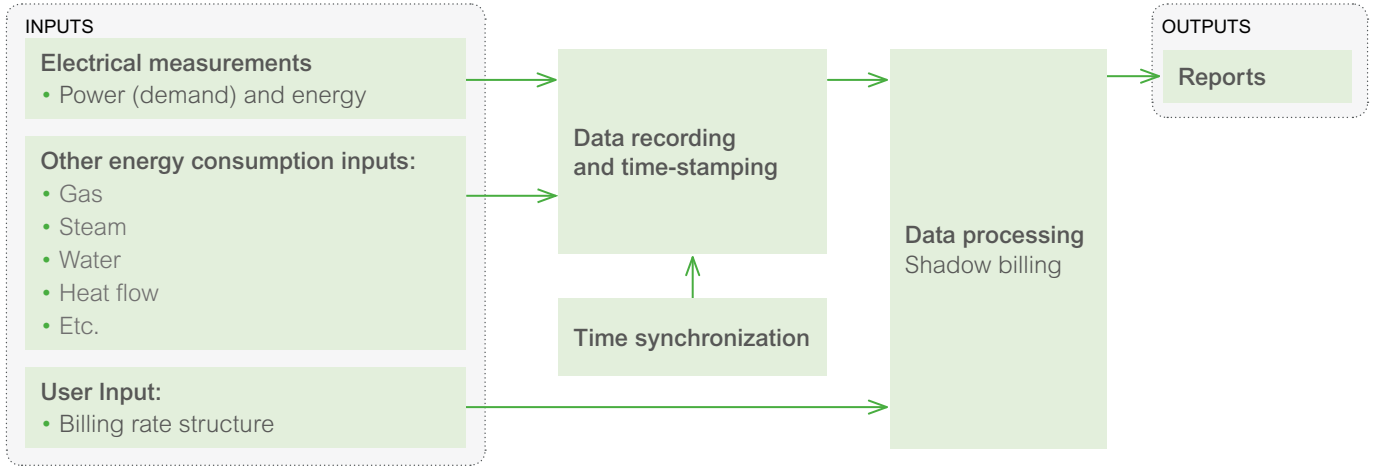 INPUTS
Electrical measurements
• Power (demand) and energy
Other energy consumption inputs:
• Gas
• Steam
• Water
• Heat flow
• Etc.
User Input:
• Billing rate structure
Data recording
and time-stamping
Time synchronization
Data processing
Shadow billing
OUTPUTS
Reports